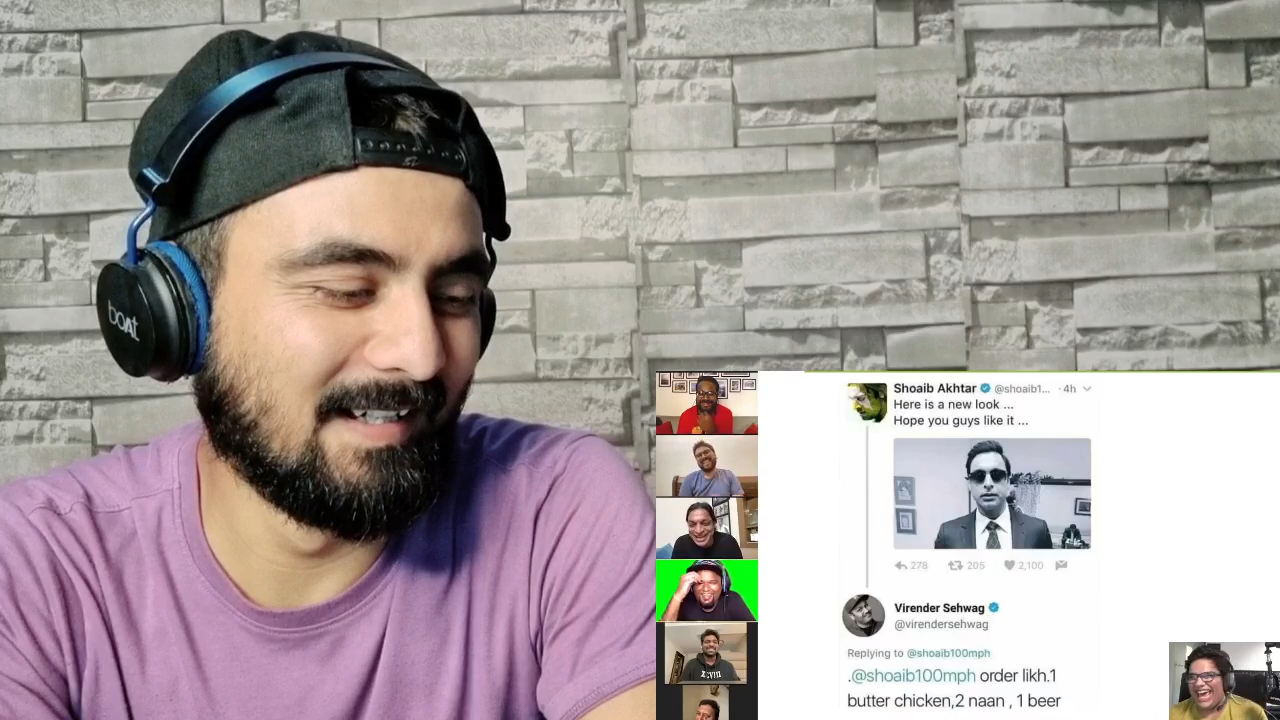 boAt
Shoaib Akhtar @shoaib1... · 4h
Here is a new look ...
Hope you guys like it ...
278 205 2,100
Virender Sehwag
@virendersehwag
Replying to @shoaib100mph
.@shoaib100mph order likh.1
butter chicken,2 naan , 1 beer